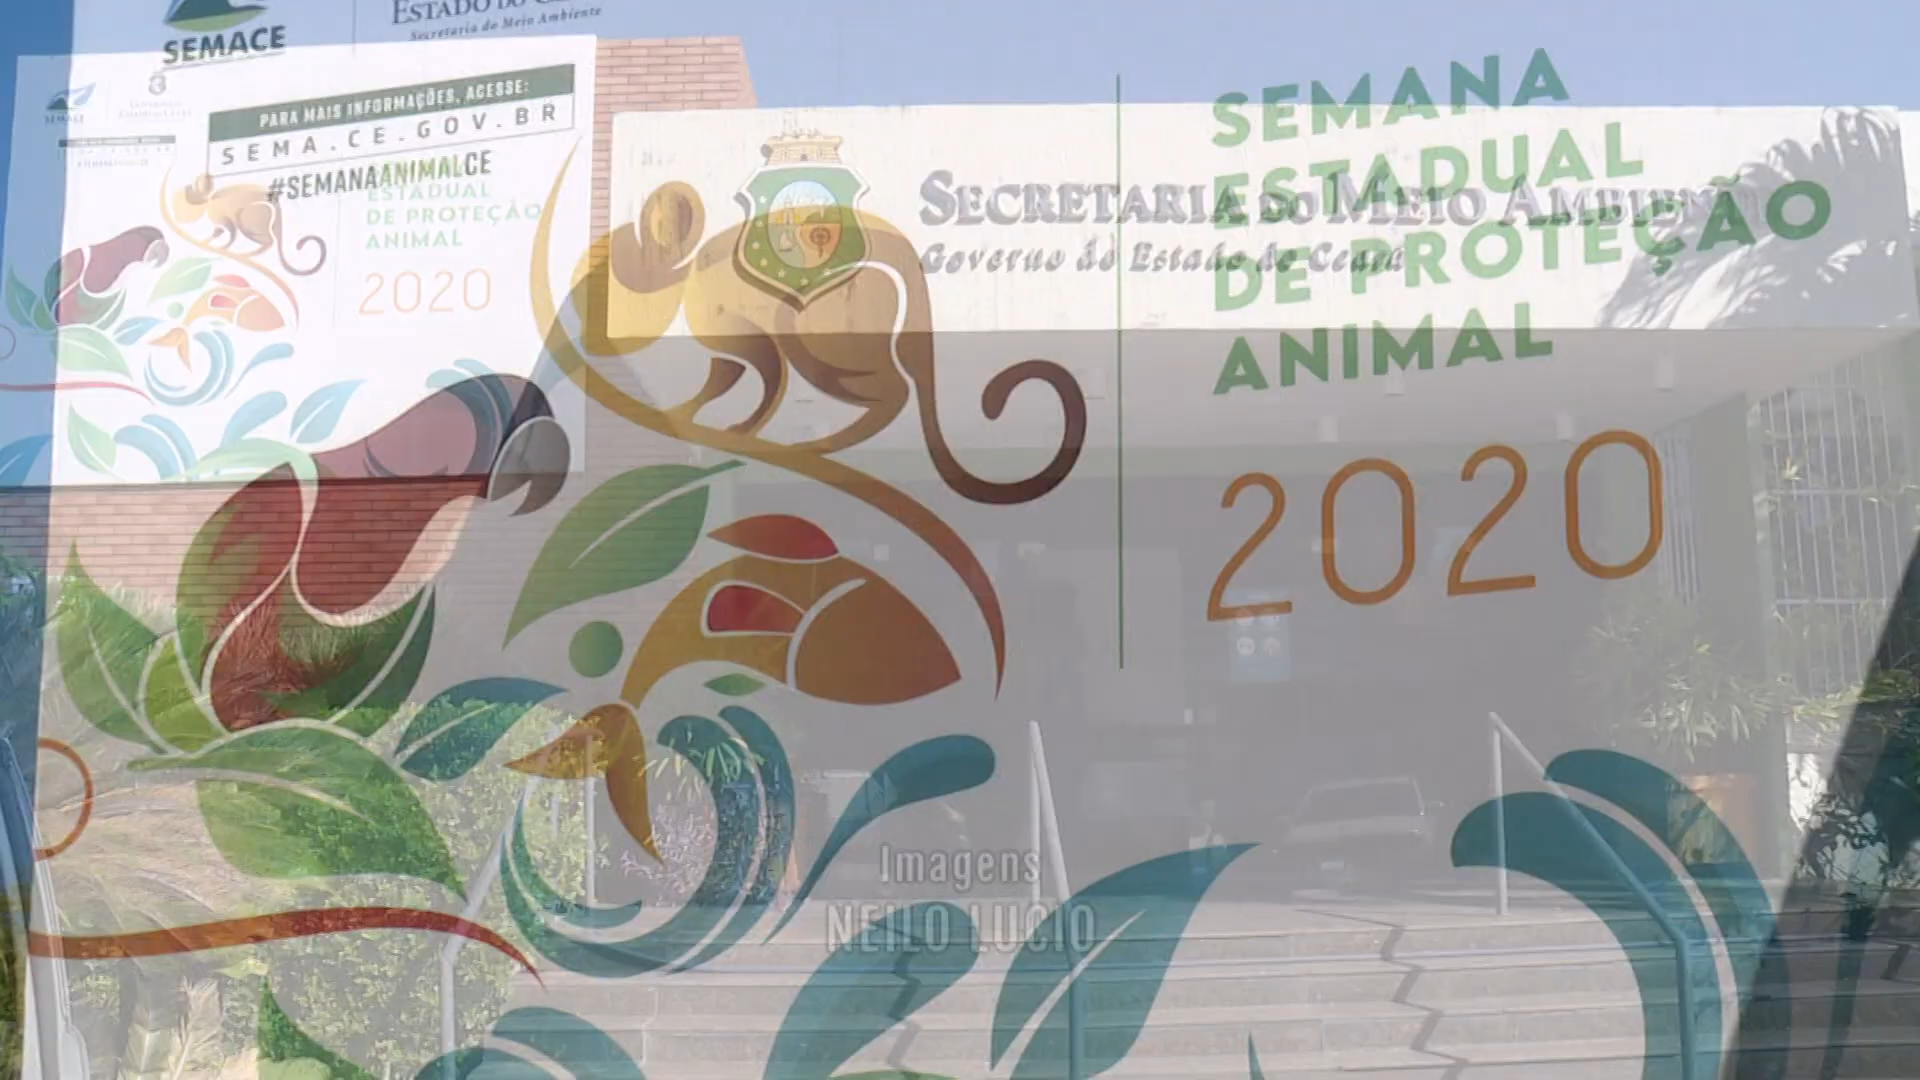 ESTADO DO
Secretaria do Meio Ambiente
SEMACE
PARA MAIS INFORMAÇÕES, ACESSE:
SEMA.CE.GOV.BR
#SEMANAANIMALCE
SEMACE
ESTADUAL
DE PROTEÇÃO
ANIMAL
2020
SECRETARIA DO MEIO AMBIENTE
Governo do Estado do Ceará
SEMANA
ESTADUAL
DE PROTEÇÃO
ANIMAL
2020
Imagens
NEILO LUCIO